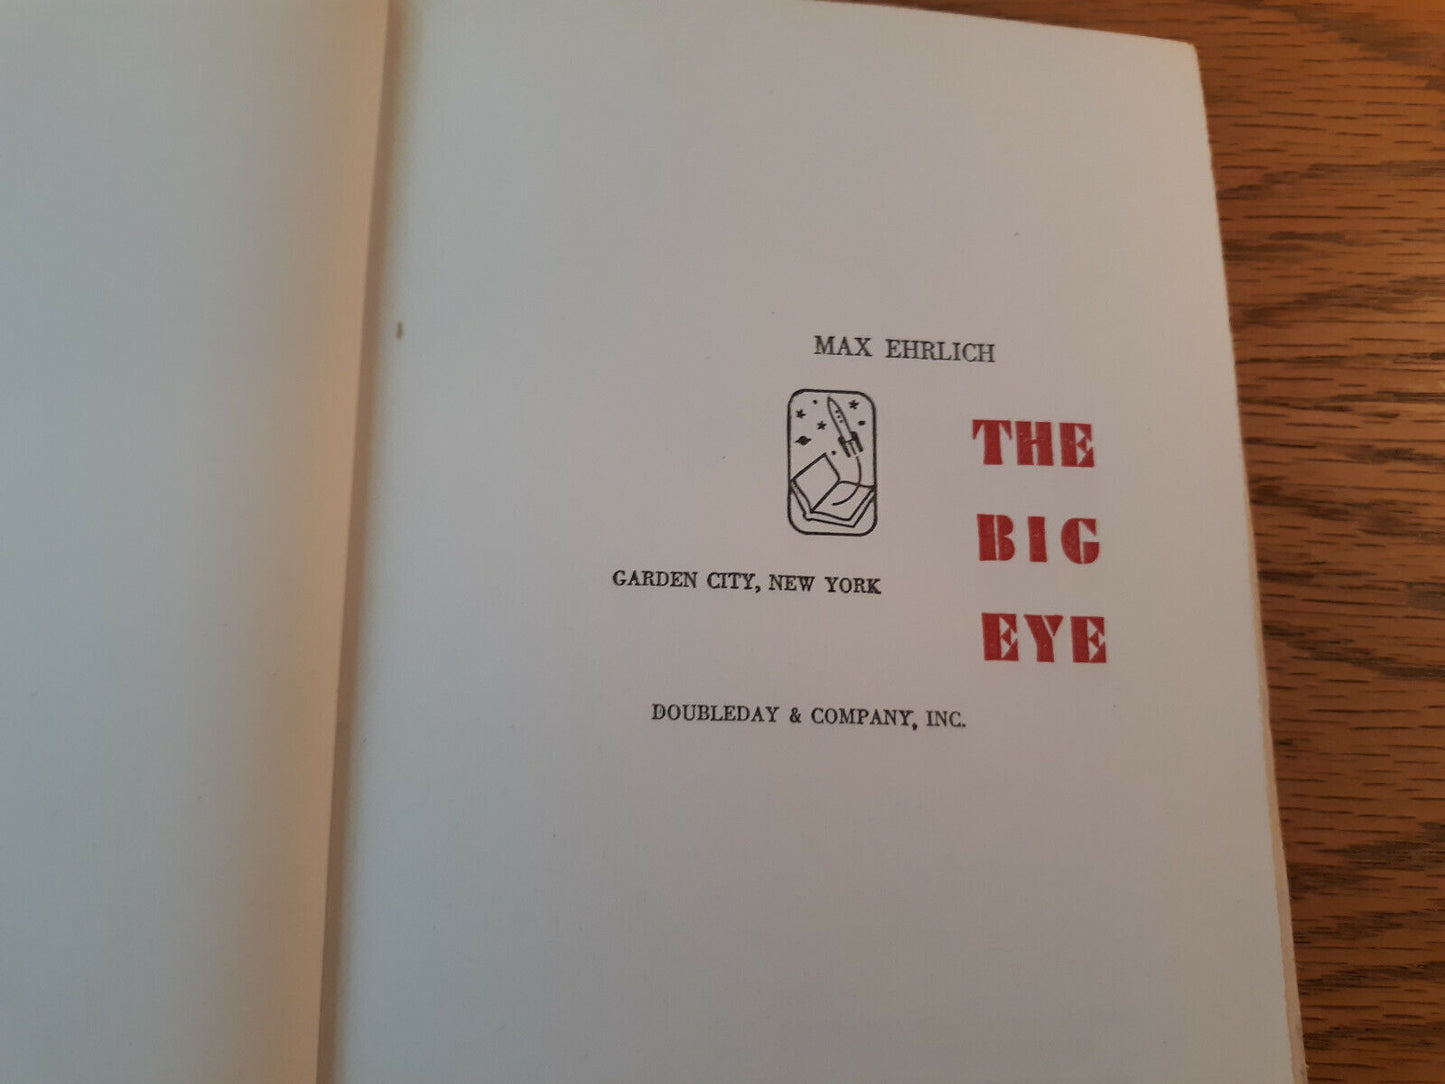 MAX EHRLICH
THE
BIG
EYE
GARDEN CITY, NEW YORK
DOUBLEDAY & COMPANY, INC.